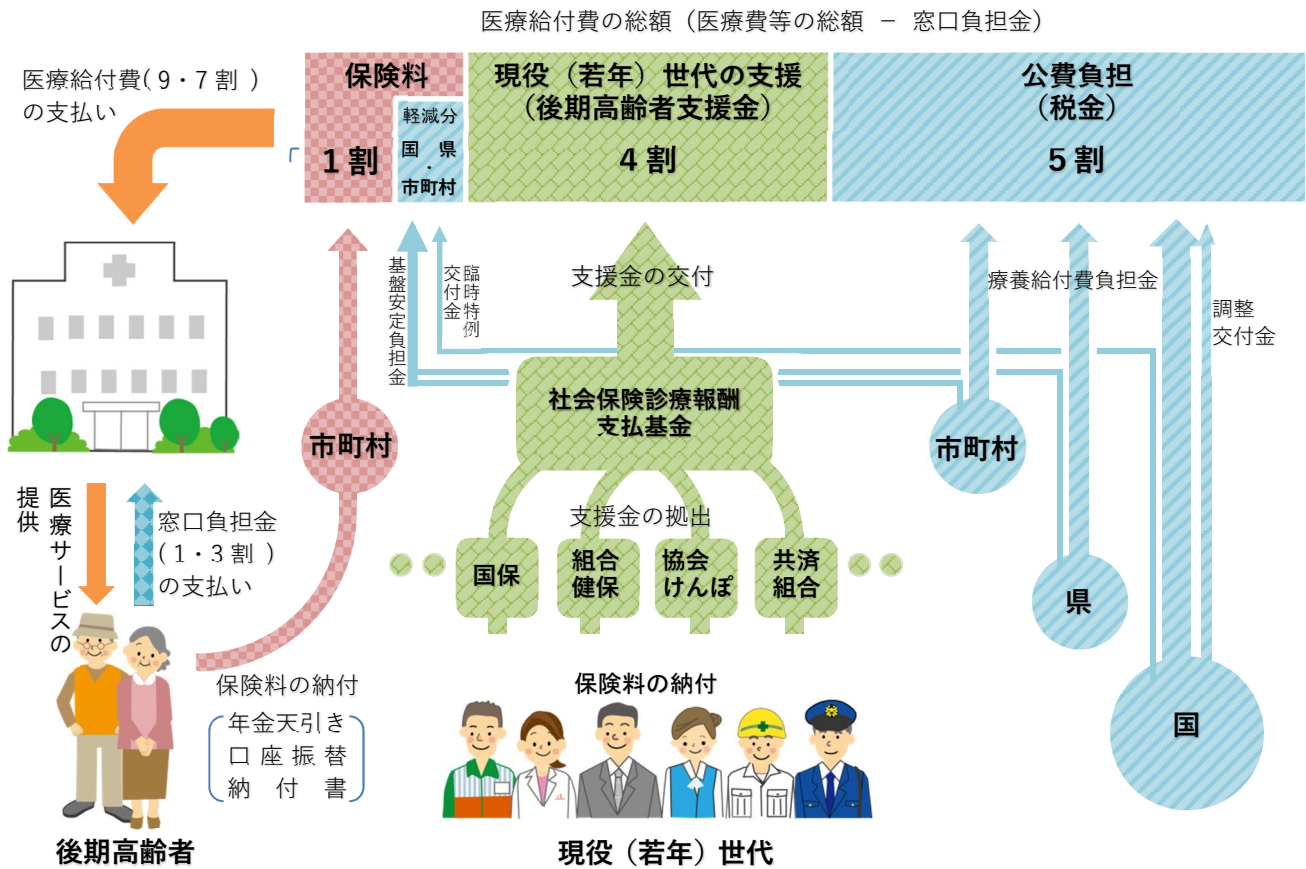 医療給付費の総額（医療費等の総額 － 窓口負担金）
医療給付費(９・７割 )
の支払い
保険料
1割
軽減分
国 県
・
市町村
現役（若年）世代の支援
（後期高齢者支援金）
4割
公費負担
（税金）
5割
基盤安定負担金
臨時特例
交付金
支援金の交付
療養給付費負担金
調整
交付金
社会保険診療報酬
支払基金
市町村
市町村
医療サービスの
提供
窓口負担金
(１・３割 )
の支払い
支援金の拠出
国保
組合
健保
協会
けんぽ
共済
組合
県
国
保険料の納付
年金天引き
口座振替
納付書
保険料の納付
後期高齢者
現役（若年）世代